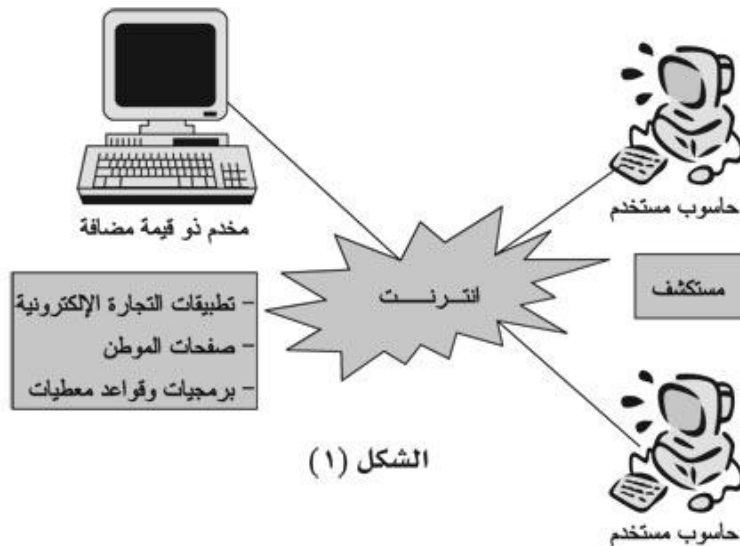 مخدم ذو قيمة مضافة
حاسوب مستخدم
انترنت
مستكشف
- تطبيقات التجارة الإلكترونية
- صفحات الموطن
- برمجيات وقواعد معطيات
الشكل (١)
حاسوب مستخدم